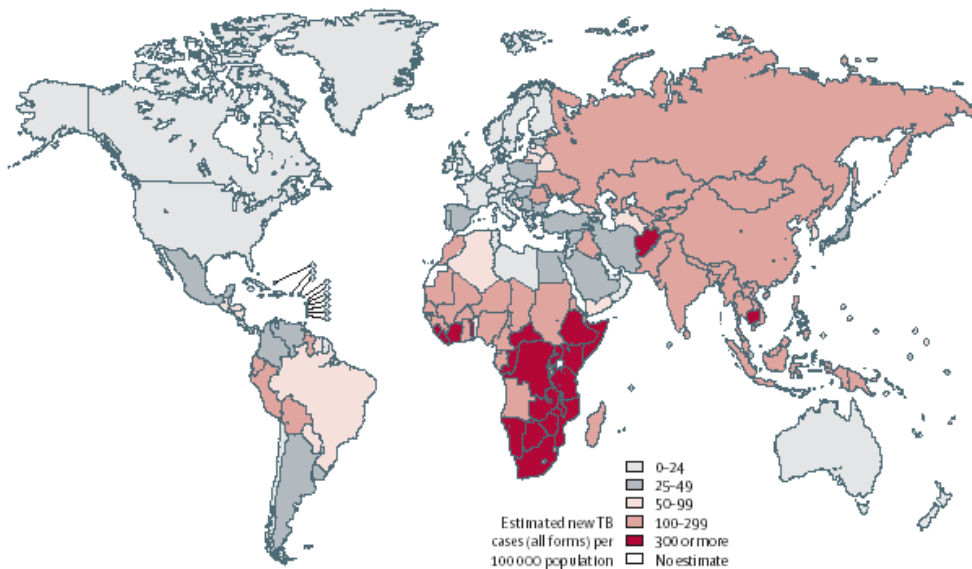 0–24
25–49
50–99
100–299
300 or more
No estimate
Estimated new TB
cases (all forms) per
100 000 population